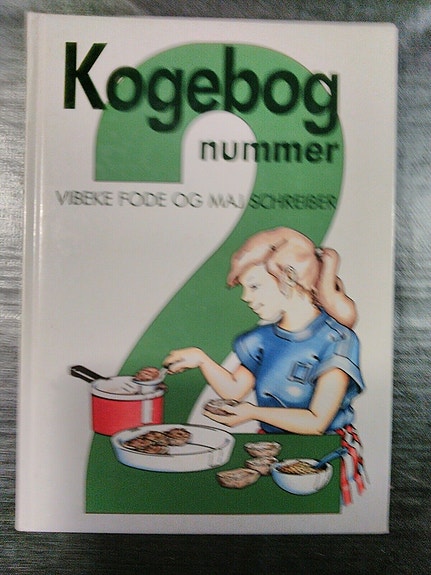 Kogebog
nummer
2
VIBEKE FODE OG MAJ SCHREIBER